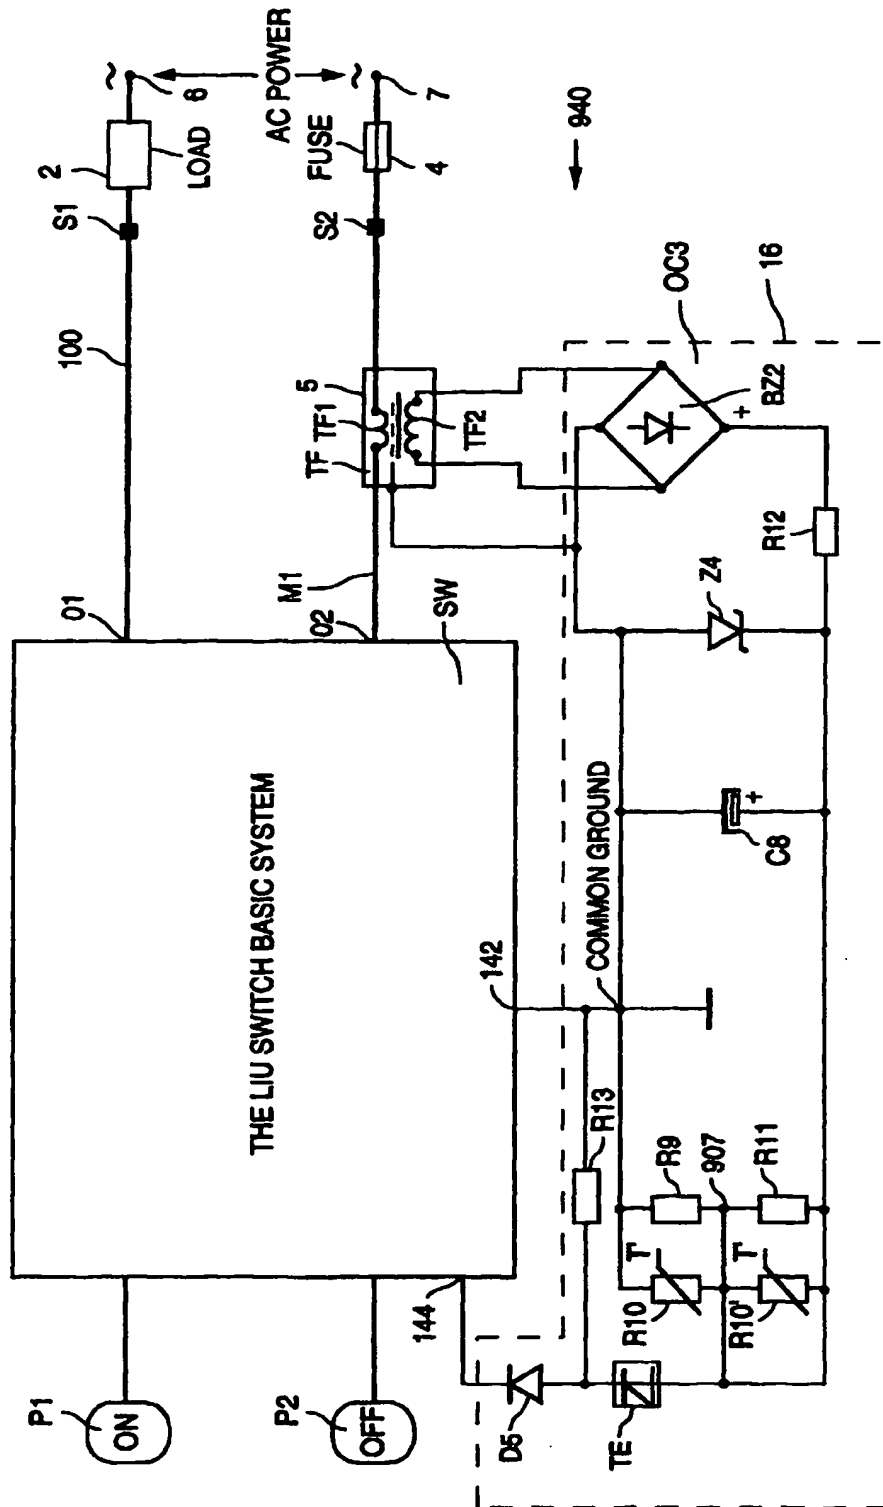 P1
ON
P2
OFF
THE LIU SWITCH BASIC SYSTEM
SW
01
02
100
S1
2
LOAD
6
~
AC POWER
~
7
FUSE
4
S2
5
TF TF1
TF2
M1
940
142
144
COMMON GROUND
OC3
16
BZ2
+
R12
Z4
C8
+
R13
R9
907
R11
R10
T'
R10'
T'
D5
TE